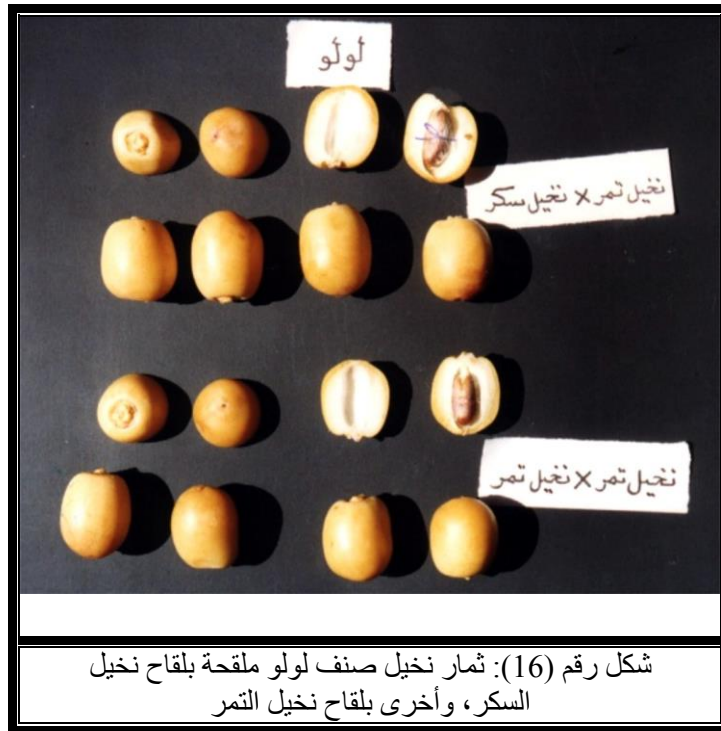 لولو
نخيل تمر × نخيل سكر
نخيل تمر × نخيل تمر
شكل رقم (16): ثمار نخيل صنف لولو ملقحة بلقاح نخيل
السكر، وأخرى بلقاح نخيل التمر